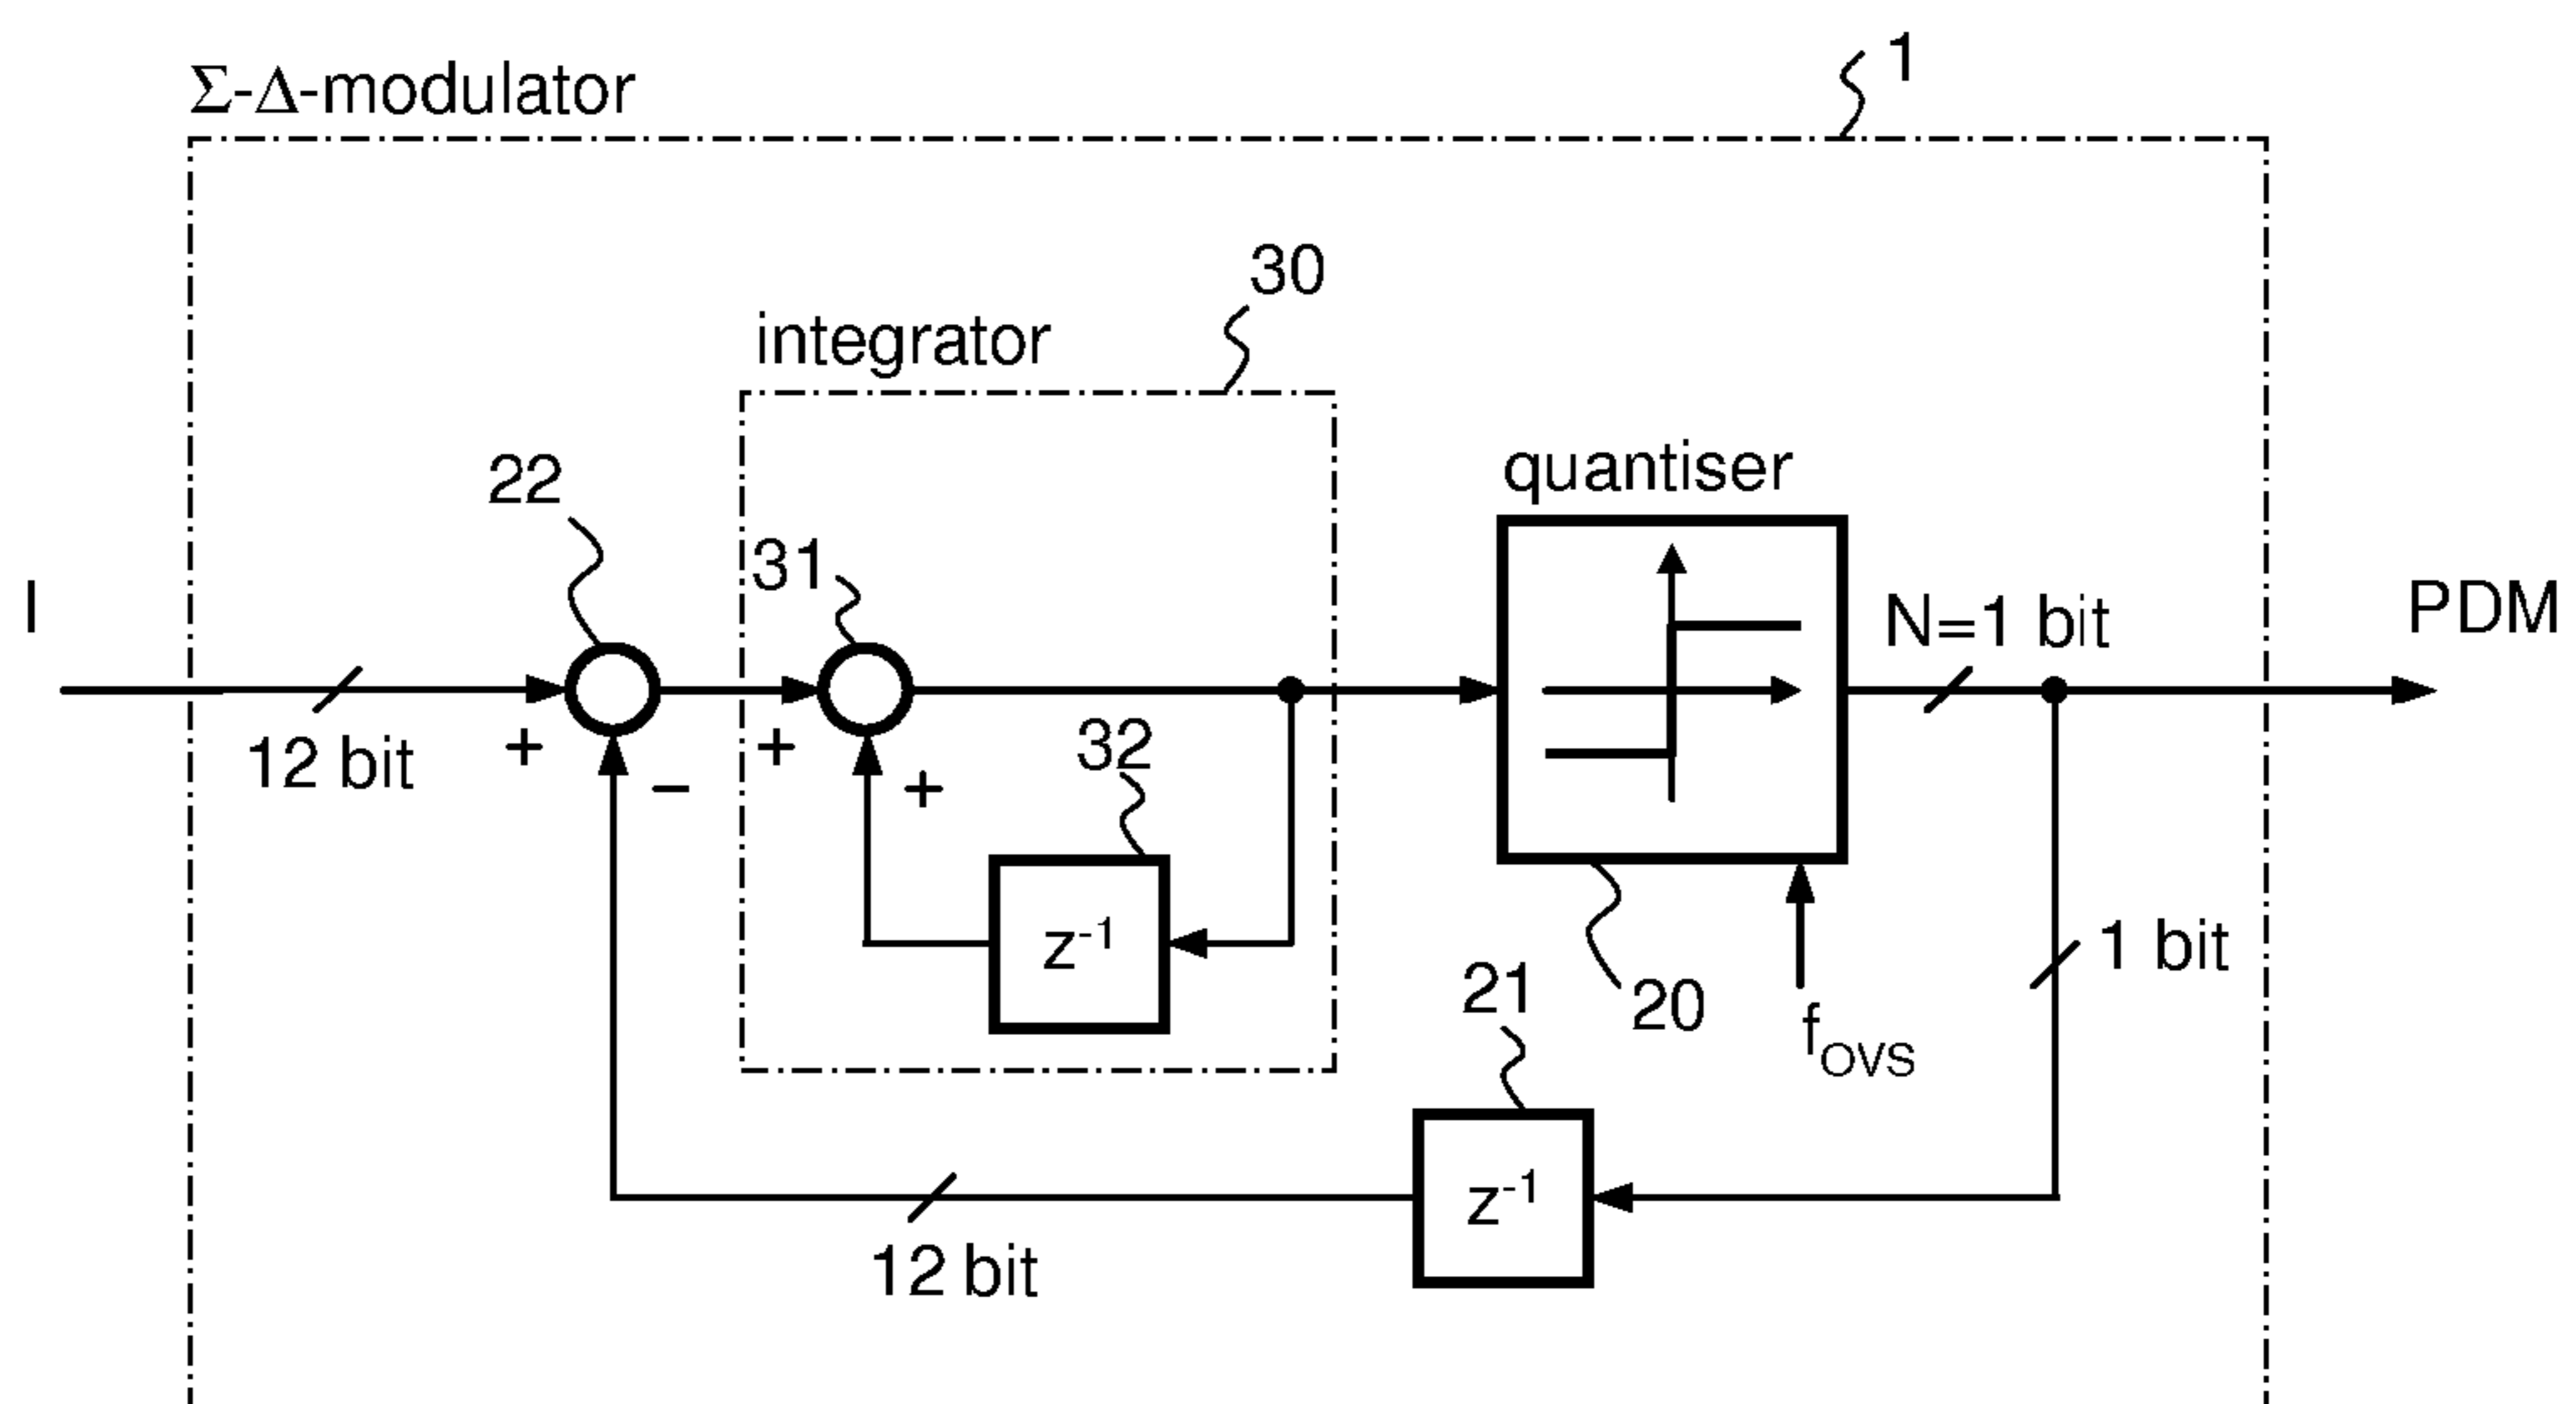 1
Σ-Δ-modulator
30
integrator
22
quantiser
31
I
N=1 bit
PDM
12 bit
+
−
+
+
32
z⁻¹
20
fOVS
1 bit
21
z⁻¹
12 bit